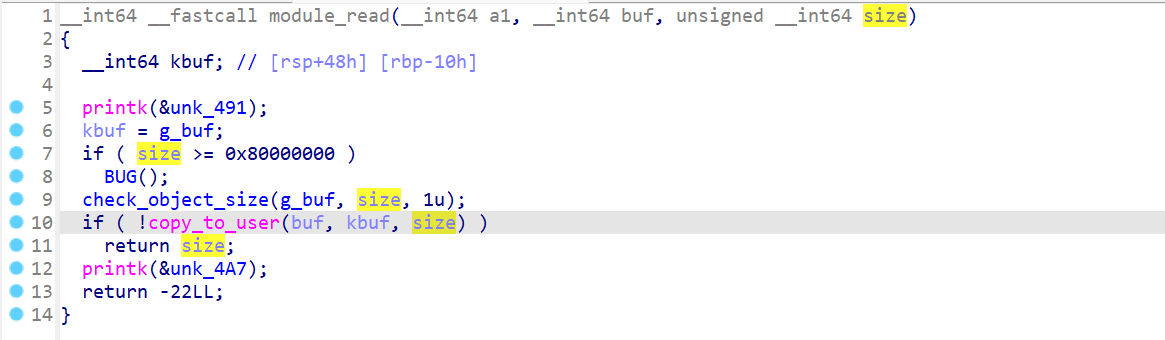 1 __int64 __fastcall module_read(__int64 a1, __int64 buf, unsigned __int64 size)
2 {
3 __int64 kbuf; // [rsp+48h] [rbp-10h]
4
5 printk(&unk_491);
6 kbuf = g_buf;
7 if ( size >= 0x80000000 )
8 BUG();
9 check_object_size(g_buf, size, 1u);
10 if ( !copy_to_user(buf, kbuf, size) )
11 return size;
12 printk(&unk_4A7);
13 return -22LL;
14 }